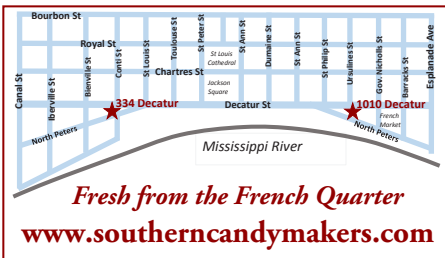 Bourbon St
Royal St
Chartres St
Decatur St
Canal St
Iberville St
Bienville St
Conti St
St Louis St
Toulouse St
St Peter St
St Ann St
Dumaine St
St Ann St
St Philip St
Ursulines St
Gov. Nicholls St
Barracks St
Esplanade Ave
St Louis
Cathedral
Jackson
Square
334 Decatur
1010 Decatur
French
Market
North Peters
North Peters
Mississippi River
Fresh from the French Quarter
www.southerncandymakers.com